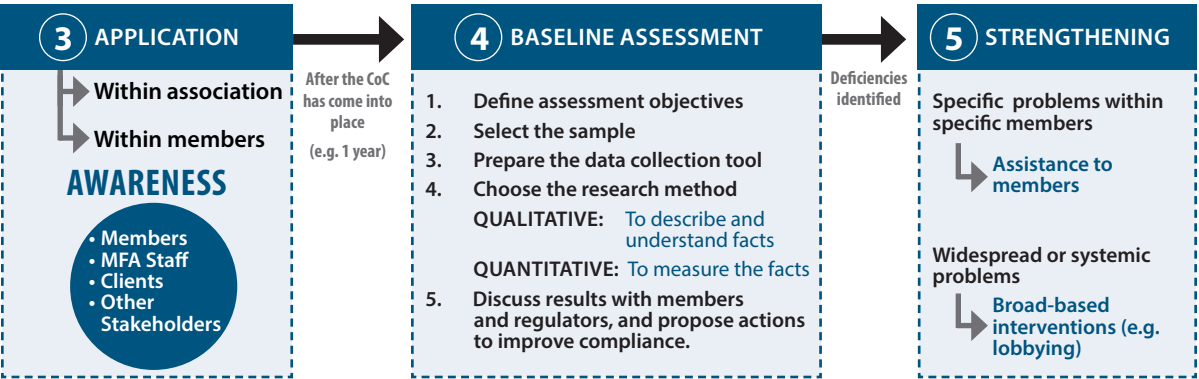 3 APPLICATION
Within association
Within members
AWARENESS
• Members
• MFA Staff
• Clients
• Other
Stakeholders
After the CoC
has come into
place
(e.g. 1 year)
4 BASELINE ASSESSMENT
1. Define assessment objectives
2. Select the sample
3. Prepare the data collection tool
4. Choose the research method
QUALITATIVE: To describe and
understand facts
QUANTITATIVE: To measure the facts
5. Discuss results with members
and regulators, and propose actions
to improve compliance.
Deficiencies
identified
5 STRENGTHENING
Specific problems within
specific members
Assistance to
members
Widespread or systemic
problems
Broad-based
interventions (e.g.
lobbying)